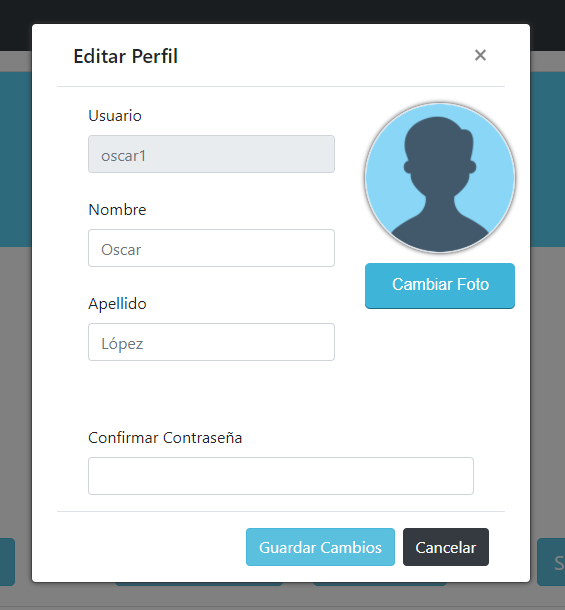 Editar Perfil ×
Usuario
oscar1
Nombre
Oscar
Cambiar Foto
Apellido
López
Confirmar Contraseña
Guardar Cambios Cancelar
S